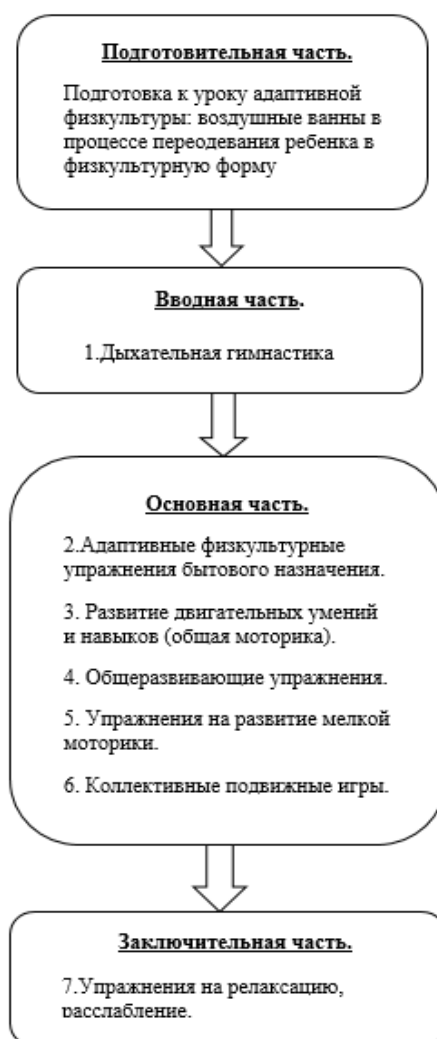 Подготовительная часть.
Подготовка к уроку адаптивной
физкультуры: воздушные ванны в
процессе переодевания ребенка в
физкультурную форму
Вводная часть.
1.Дыхательная гимнастика
Основная часть.
2.Адаптивные физкультурные
упражнения бытового назначения.
3. Развитие двигательных умений
и навыков (общая моторика).
4. Общеразвивающие упражнения.
5. Упражнения на развитие мелкой
моторики.
6. Коллективные подвижные игры.
Заключительная часть.
7.Упражнения на релаксацию,
расслабление.